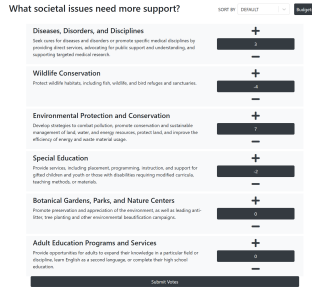 What societal issues need more support?
SORT BY DEFAULT
Budget
Diseases, Disorders, and Disciplines
Seek cures for diseases and disorders or promote specific medical disciplines by
providing direct services, advocating for public support and understanding, and
supporting targeted medical research.
Wildlife Conservation
-4
Protect wildlife habitats, including fish, wildlife, and bird refuges and sanctuaries.
Environmental Protection and Conservation
Develop strategies to combat pollution, promote conservation and sustainable
7
management of land, water, and energy resources, protect land, and improve the
efficiency of energy and waste material usage.
Special Education
Provide services, including placement, programming, instruction, and support for
gifted children and youth or those with disabilities requiring modified curricula,
teaching methods, or materials.
Botanical Gardens, Parks, and Nature Centers
Promote preservation and appreciation of the environment, as well as leading anti-
0
litter, tree planting and other environmental beautification campaigns.
Adult Education Programs and Services
Provide opportunities for adults to expand their knowledge in a particular field or
0
discipline, learn English as a second language, or complete their high school
education.
Submit Votes